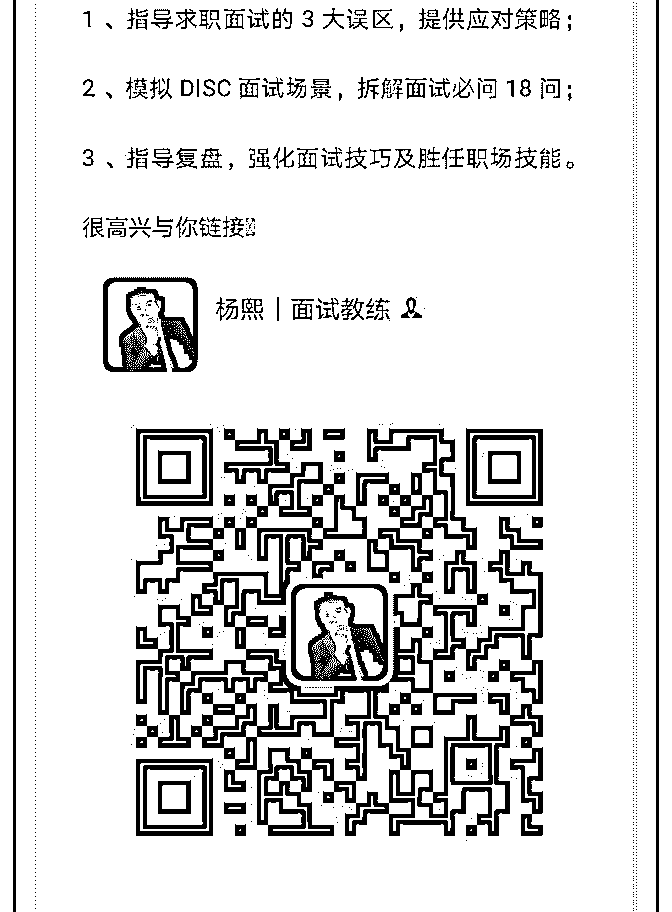 1、指导求职面试的 3 大误区，提供应对策略；
2、模拟 DISC 面试场景，拆解面试必问 18 问；
3、指导复盘，强化面试技巧及胜任职场技能。
很高兴与你链接
杨熙｜面试教练